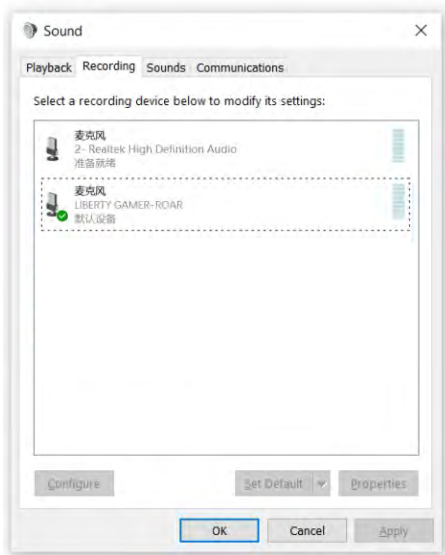 Sound
Playback Recording Sounds Communications
Select a recording device below to modify its settings:
麦克风
2- Realtek High Definition Audio
准备就绪
麦克风
LIBERTY GAMER-ROAR
默认设备
Configure Set Default Properties
OK Cancel Apply